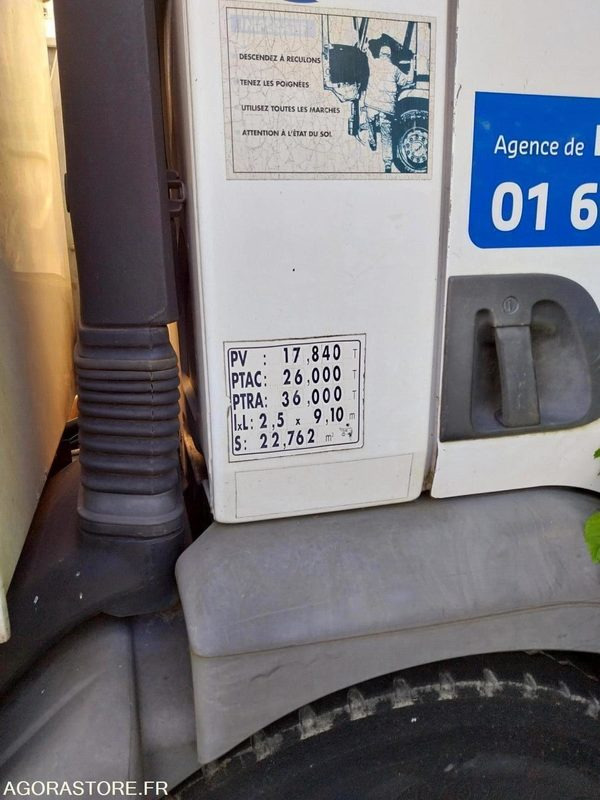 DESCENDEZ À RECULONS
TENEZ LES POIGNÉES
UTILISEZ TOUTES LES MARCHES
ATTENTION À L'ÉTAT DU SOL
Agence de
01 6
PV : 17,840 T
PTAC: 26,000 T
PTRA: 36,000 T
IxL: 2,5 x 9,10 m
S: 22,762 m²
AGORASTORE.FR